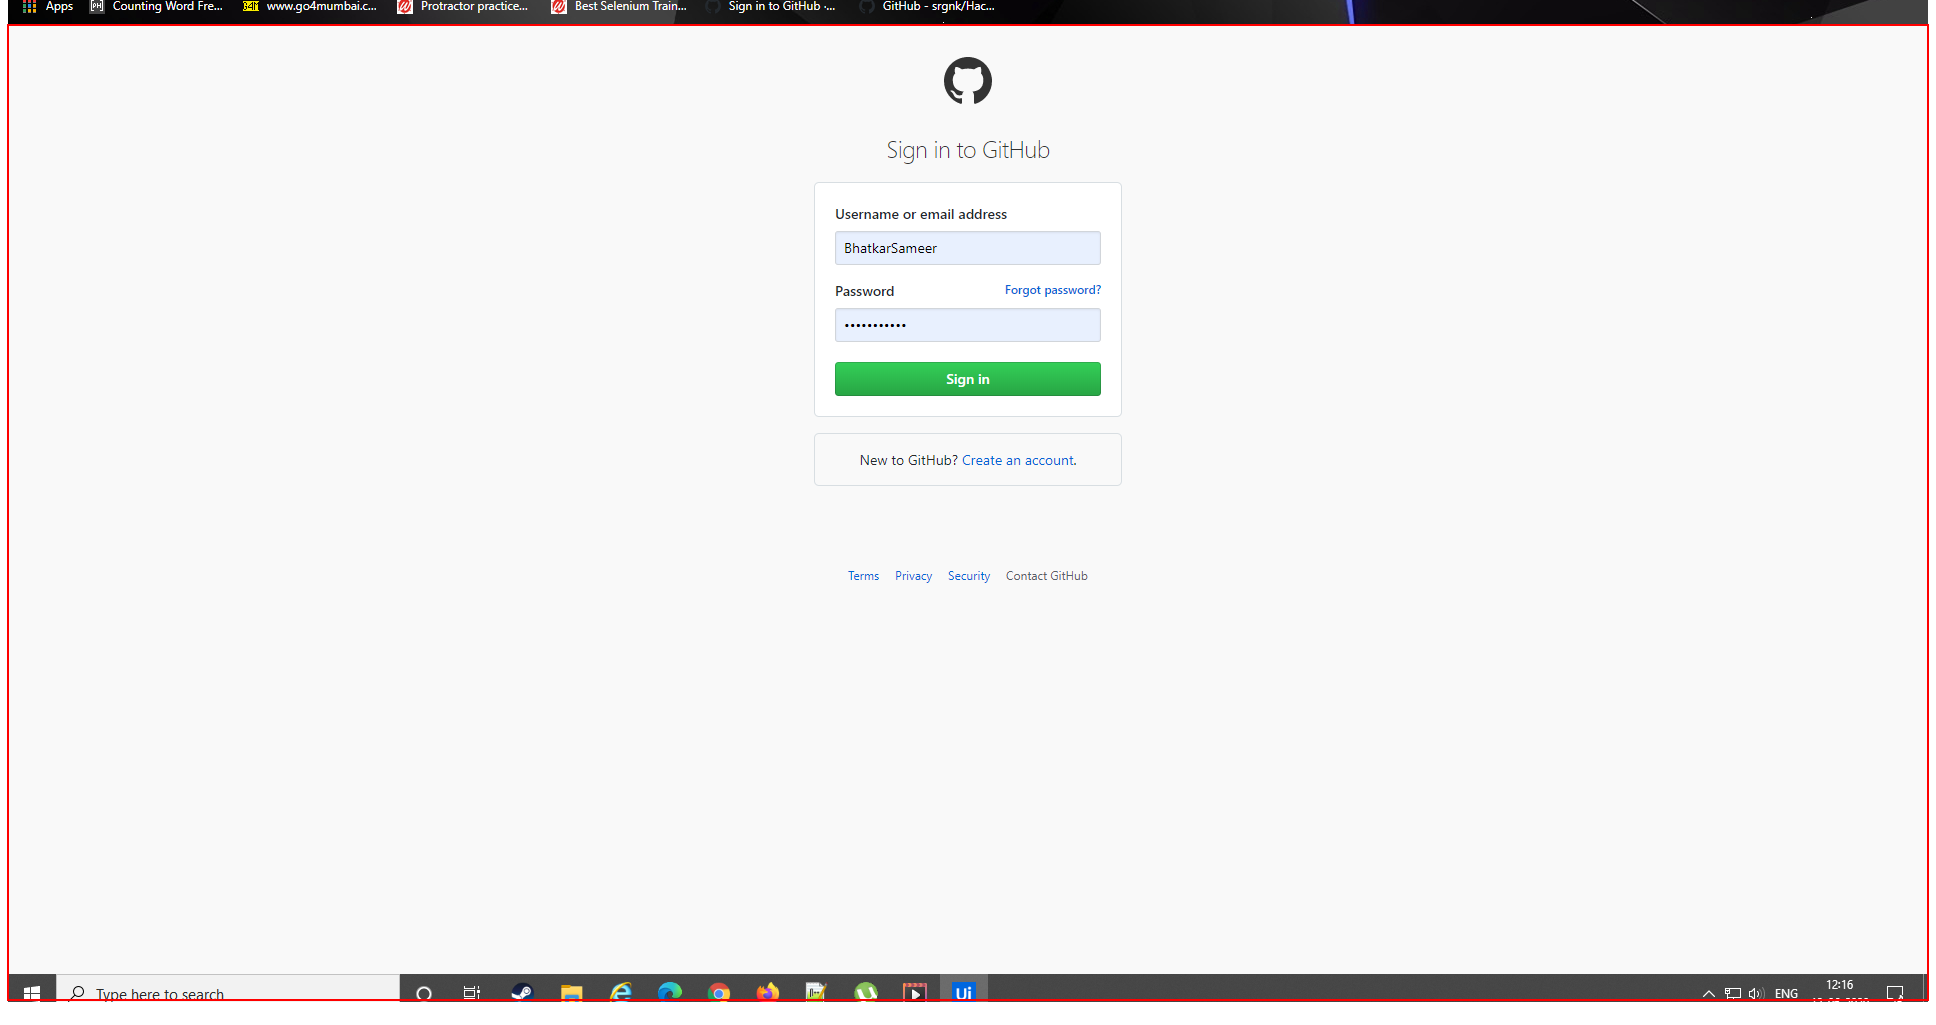 Apps Counting Word Fre... www.go4mumbai.c... Protractor practice... Best Selenium Train... Sign in to GitHub ·... GitHub - srgnk/Hac...
Sign in to GitHub
Username or email address
BhatkarSameer
Password Forgot password?
•••••••••••
Sign in
New to GitHub? Create an account.
Terms Privacy Security Contact GitHub
Type here to search
Ui
ENG
12:16